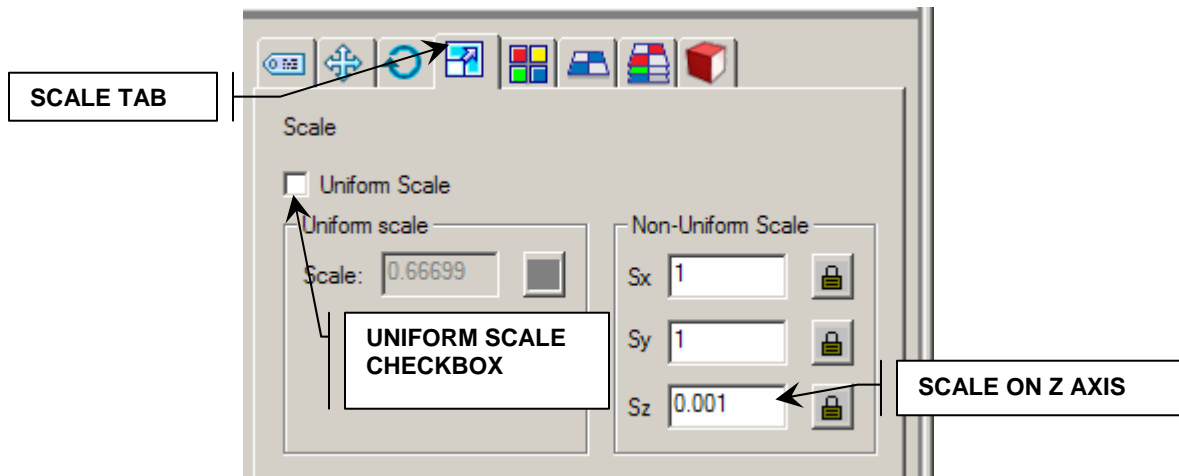 SCALE TAB
Scale
Uniform Scale
Uniform scale
Scale: 0.66699
UNIFORM SCALE
CHECKBOX
Non-Uniform Scale
Sx 1
Sy 1
Sz 0.001
SCALE ON Z AXIS